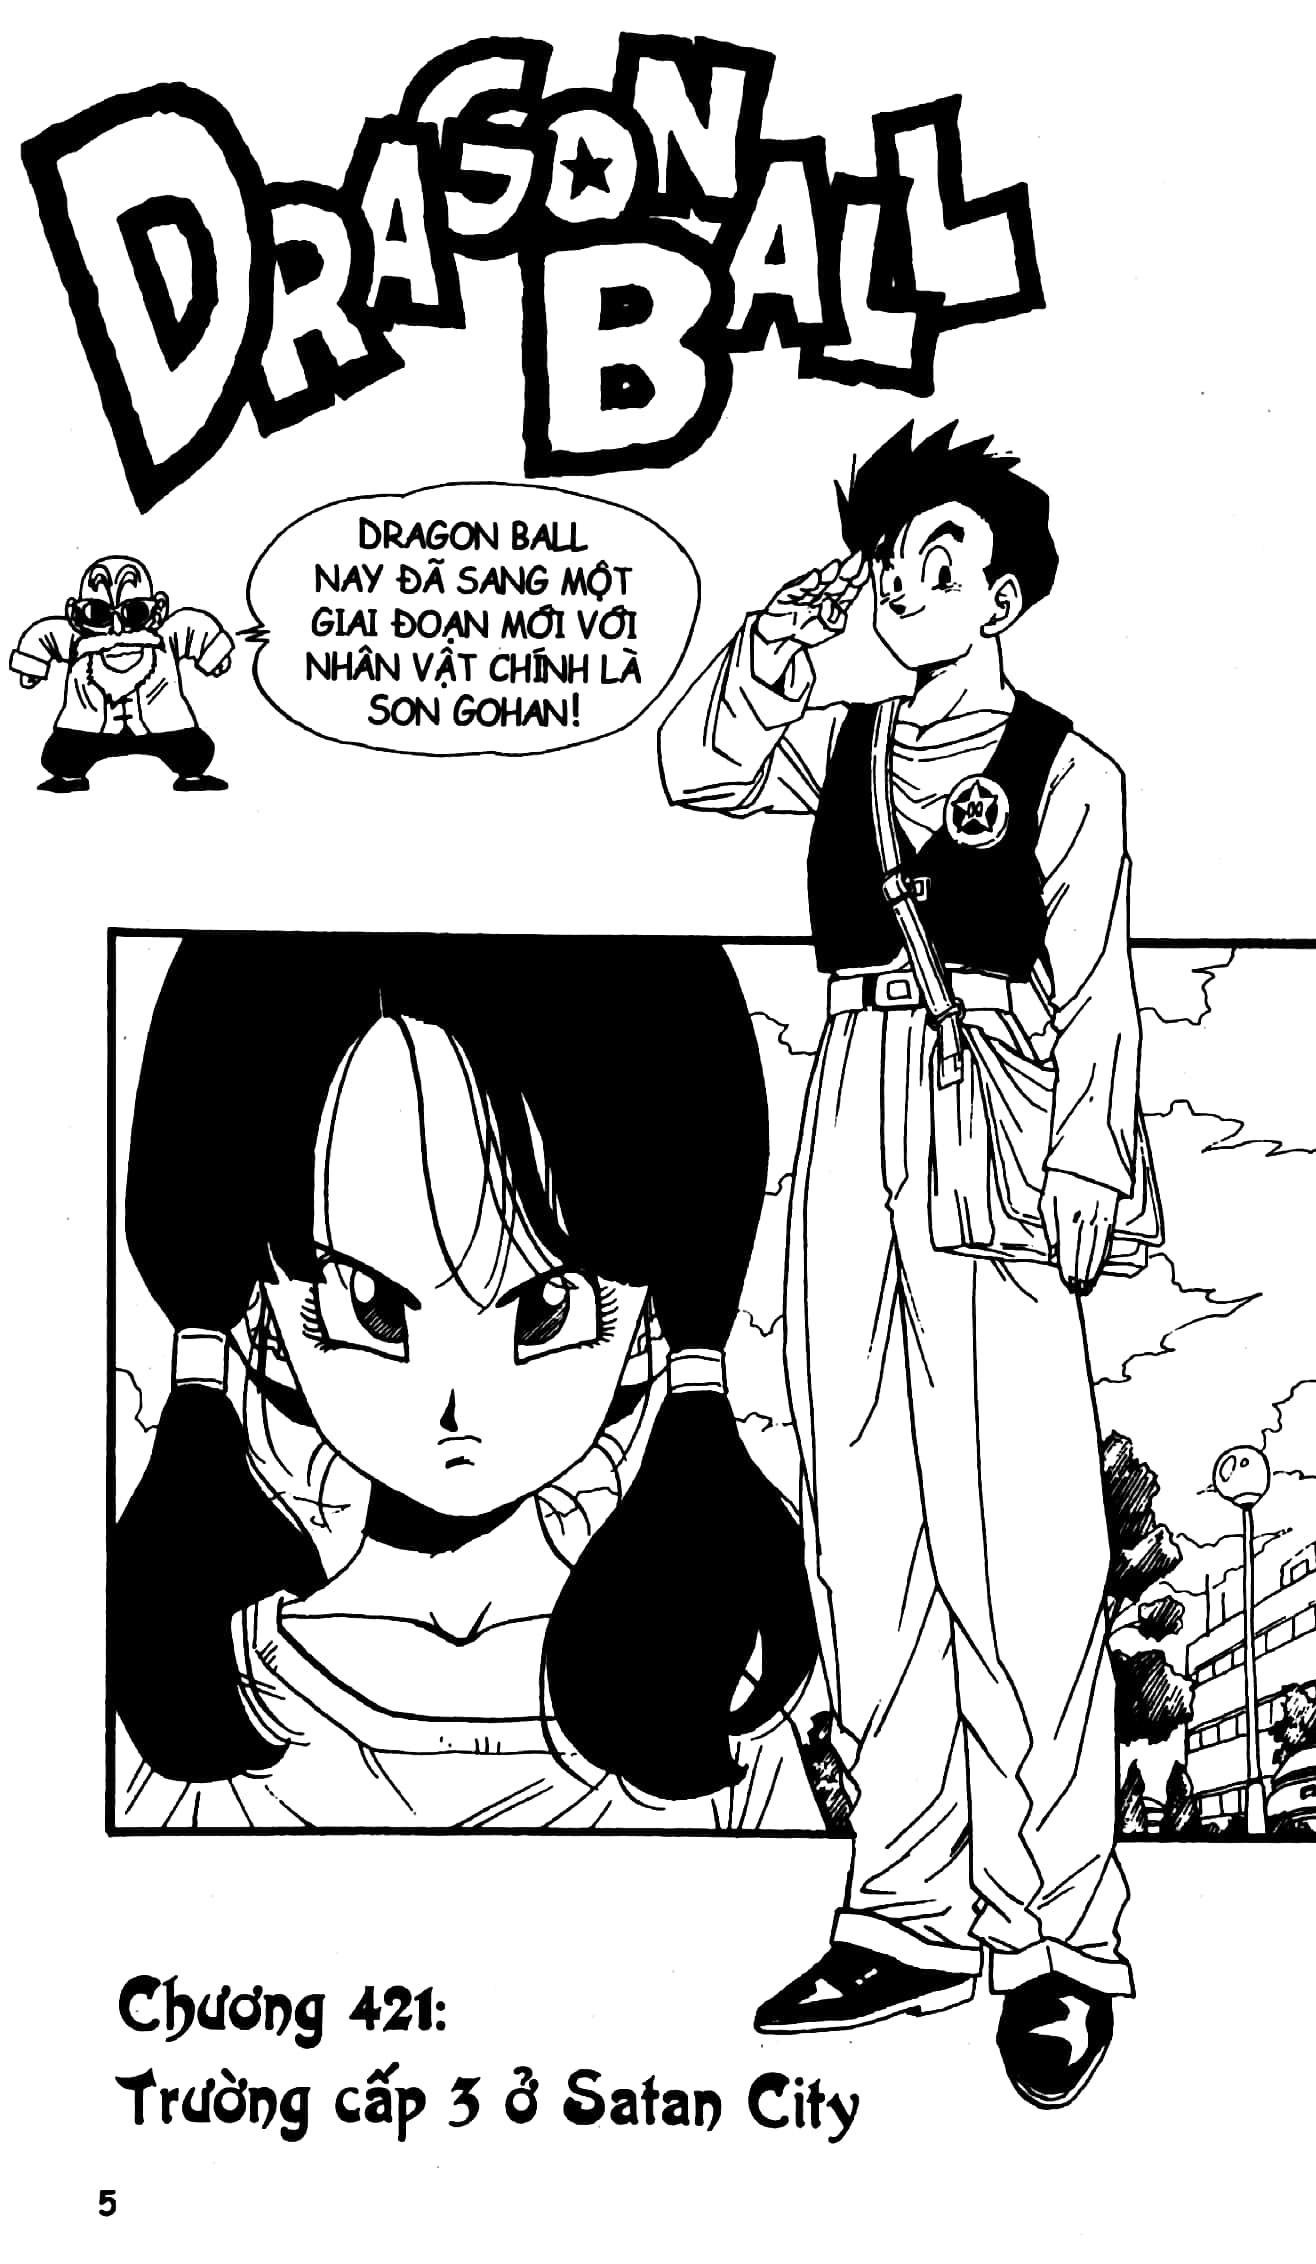 DRAGON
BALL
DRAGON BALL
NAY ĐÃ SANG MỘT
GIAI ĐOẠN MỚI VỚI
NHÂN VẬT CHÍNH LÀ
SON GOHAN!
Chương 421:
Trường cấp 3 ở Satan City
5